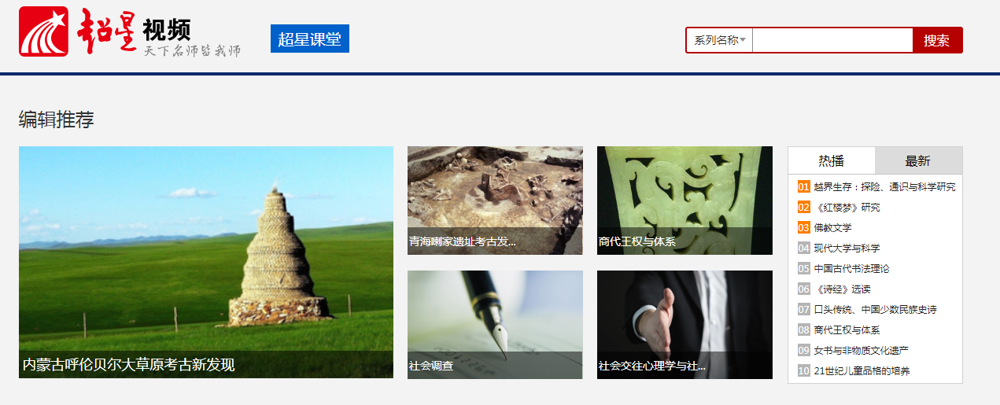 超星 视频
天下名师皆我师
超星课堂
系列名称
搜索
编辑推荐
内蒙古呼伦贝尔大草原考古新发现
青海喇家遗址考古发...
商代王权与体系
社会调查
社会交往心理学与社...
热播
最新
01 越界生存：探险、通识与科学研究
02 《红楼梦》研究
03 佛教文学
04 现代大学与科学
05 中国古代书法理论
06 《诗经》选读
07 口头传统、中国少数民族史诗
08 商代王权与体系
09 女书与非物质文化遗产
10 21世纪儿童品格的培养